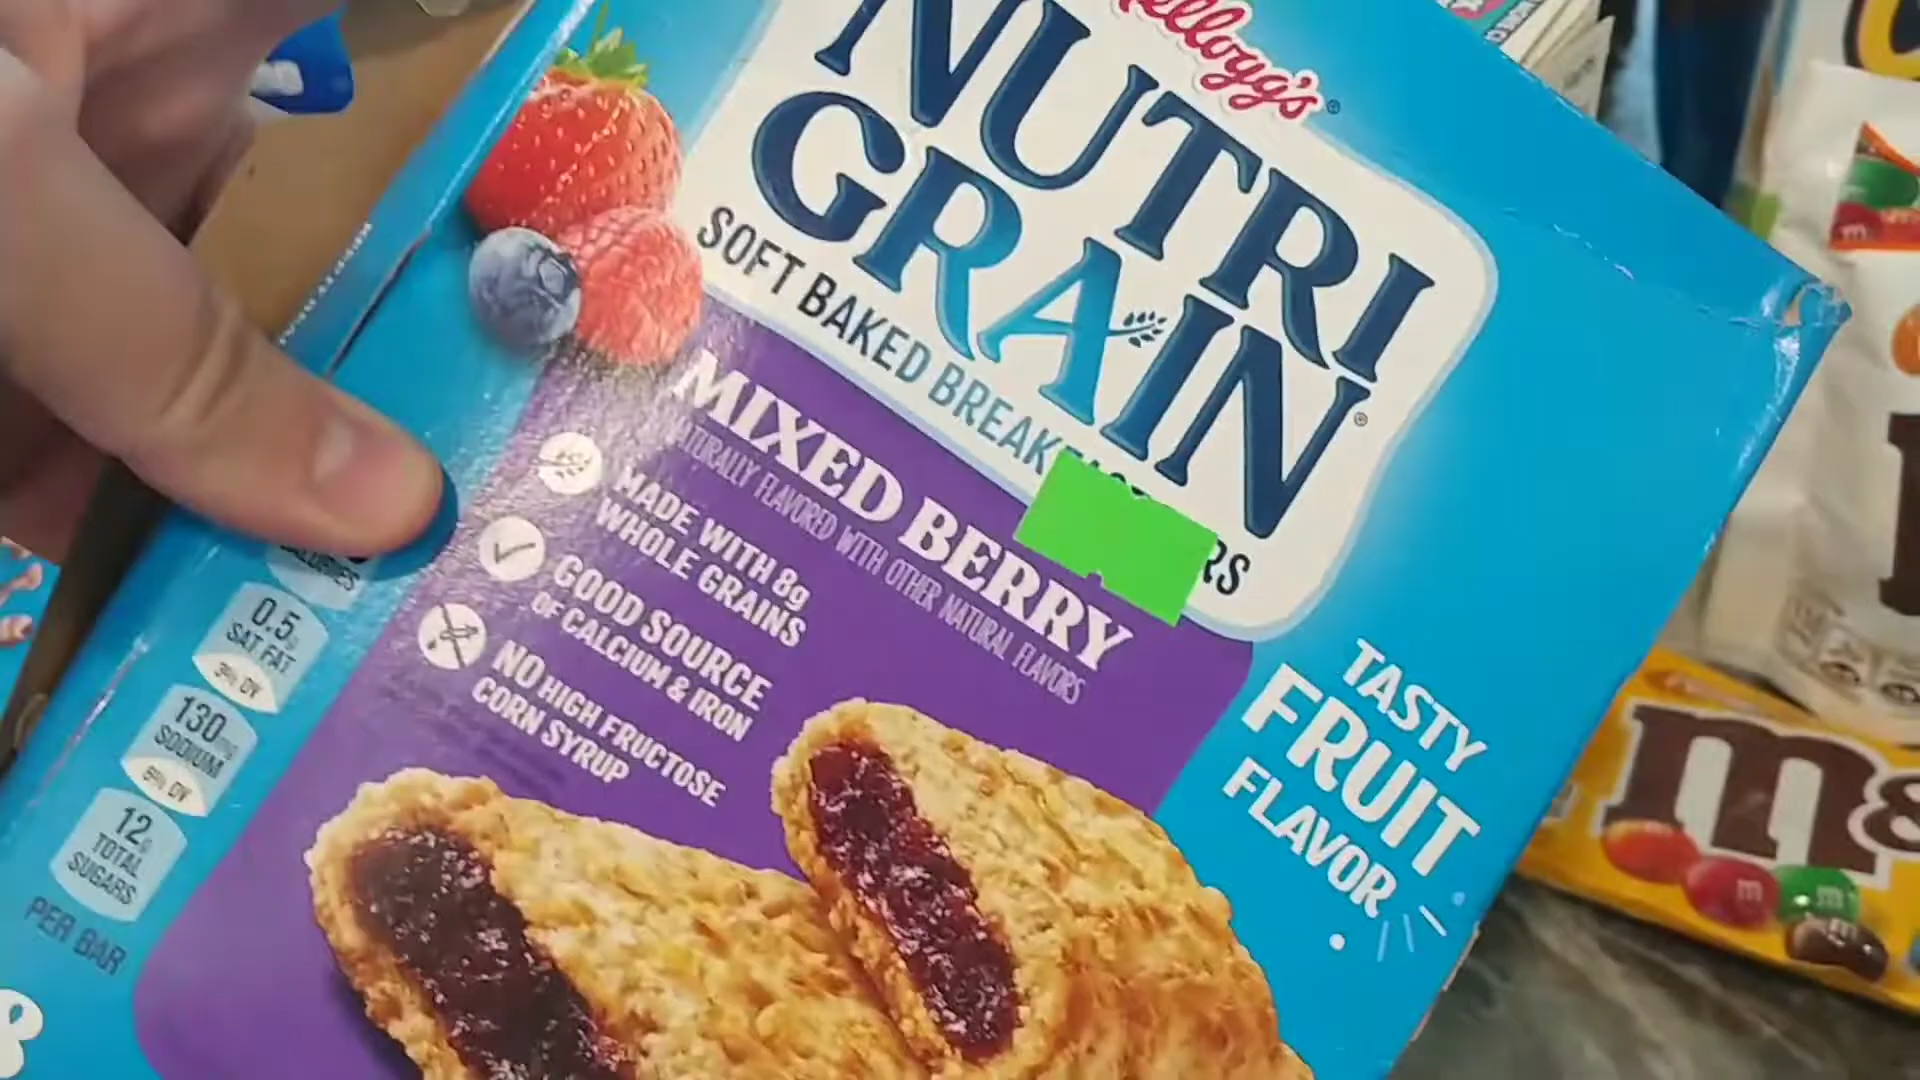 Kellogg's
NUTRI
GRAIN
SOFT BAKED BREAK
RS
MIXED BERRY
NATURALLY FLAVORED WITH OTHER NATURAL FLAVORS
MADE WITH 8g
WHOLE GRAINS
GOOD SOURCE
OF CALCIUM & IRON
NO HIGH FRUCTOSE
CORN SYRUP
TASTY
FRUIT
FLAVOR
CALORIES
0.5g
SAT FAT
3% DV
130mg
SODIUM
6% DV
12g
TOTAL
SUGARS
PER BAR
8
m&
m
m
m